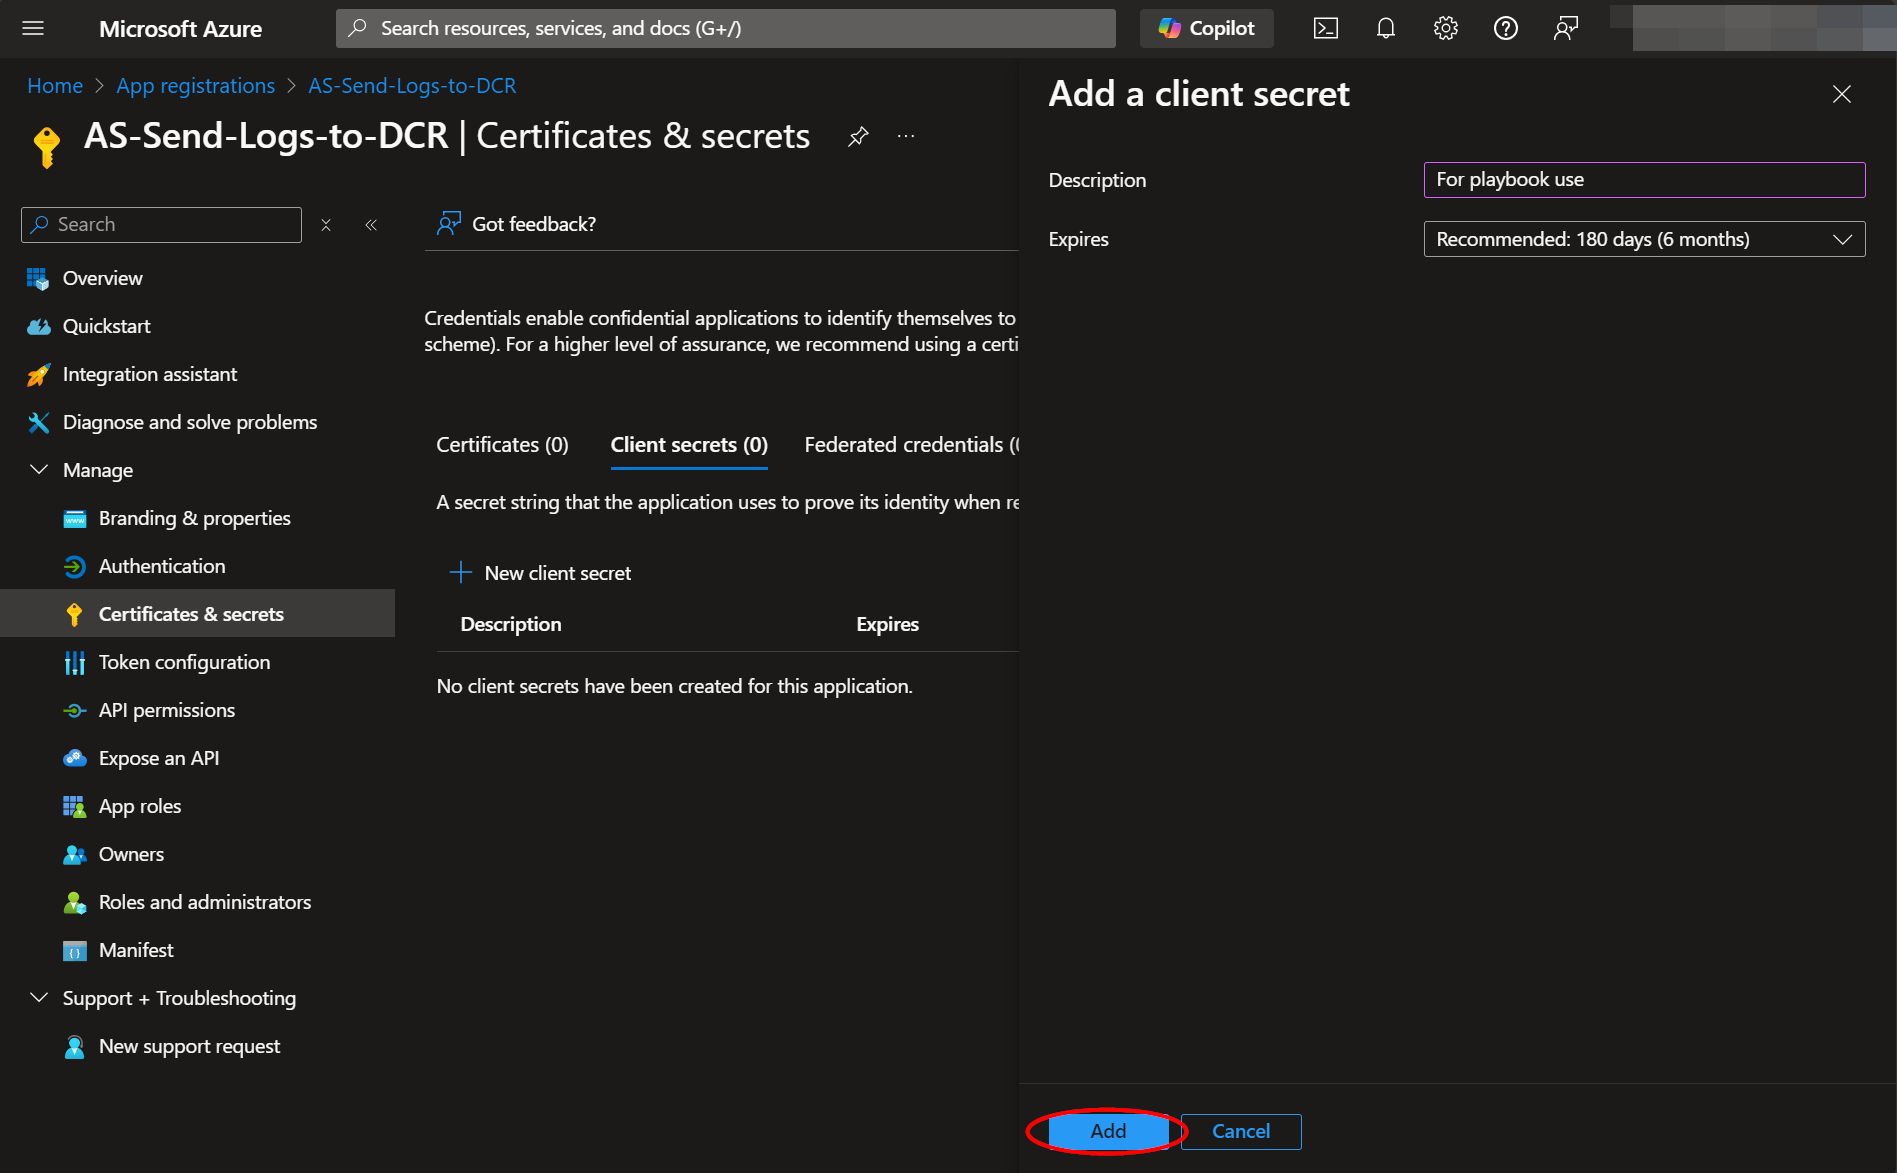 Microsoft Azure
Search resources, services, and docs (G+/)
Copilot
Home > App registrations > AS-Send-Logs-to-DCR
AS-Send-Logs-to-DCR | Certificates & secrets
...
Search
Overview
Quickstart
Integration assistant
Diagnose and solve problems
Manage
Branding & properties
Authentication
Certificates & secrets
Token configuration
API permissions
Expose an API
App roles
Owners
Roles and administrators
Manifest
Support + Troubleshooting
New support request
Got feedback?
Credentials enable confidential applications to identify themselves to
scheme). For a higher level of assurance, we recommend using a certi
Certificates (0) Client secrets (0) Federated credentials (
A secret string that the application uses to prove its identity when re
New client secret
Description Expires
No client secrets have been created for this application.
Add a client secret
Description For playbook use
Expires Recommended: 180 days (6 months)
Add Cancel